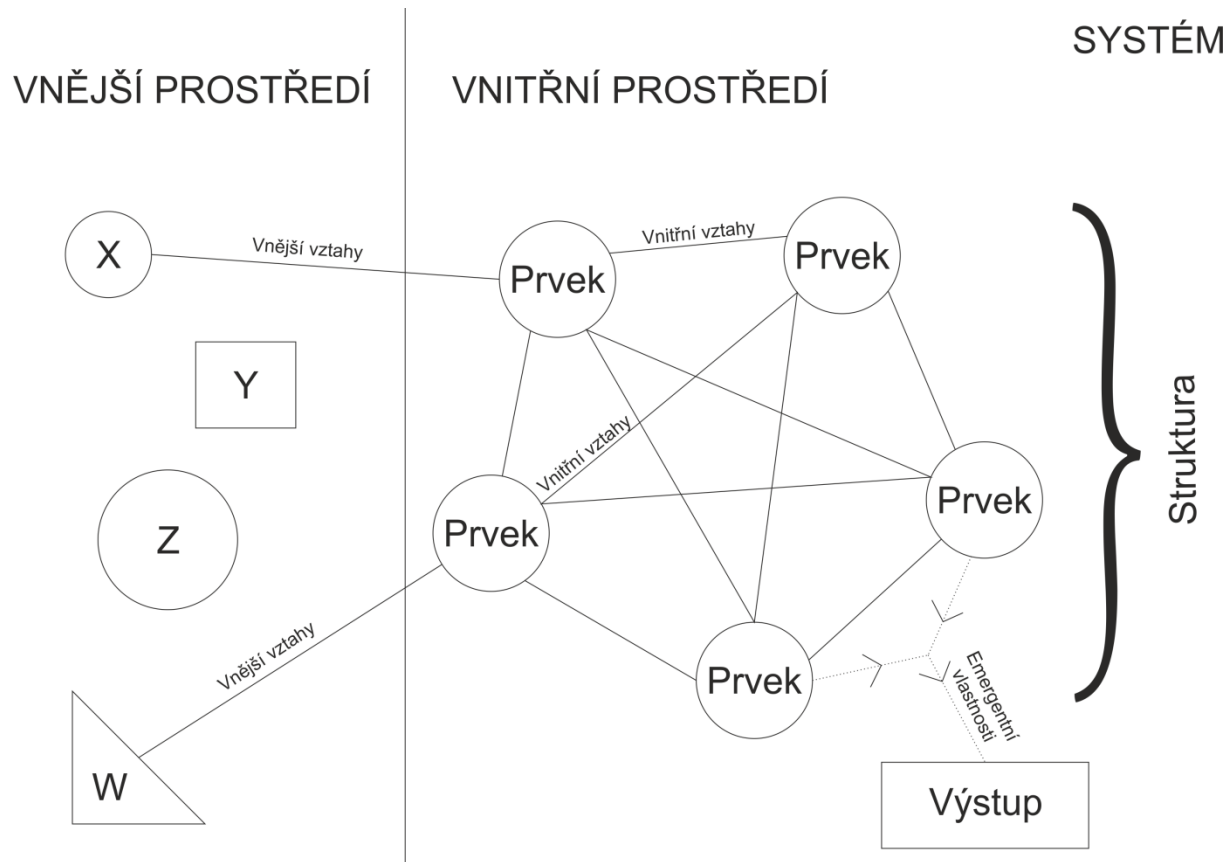 SYSTÉM
VNĚJŠÍ PROSTŘEDÍ
VNITŘNÍ PROSTŘEDÍ
X
Vnější vztahy
Prvek
Vnitřní vztahy
Prvek
Y
Struktura
Vnitřní vztahy
Prvek
Prvek
Z
Vnější vztahy
Prvek
Emergentní
vlastnosti
W
Výstup